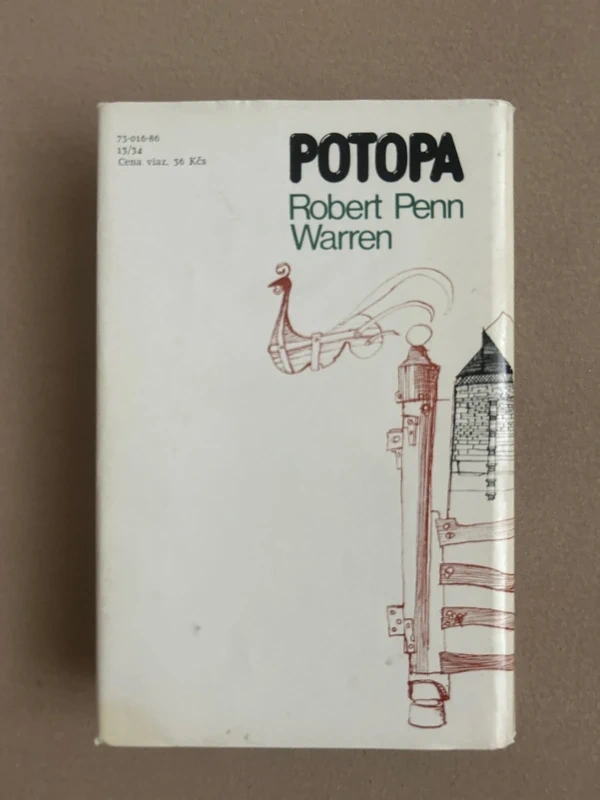 73-016-86
13/34
Cena viaz. 36 Kčs
POTOPA
Robert Penn
Warren